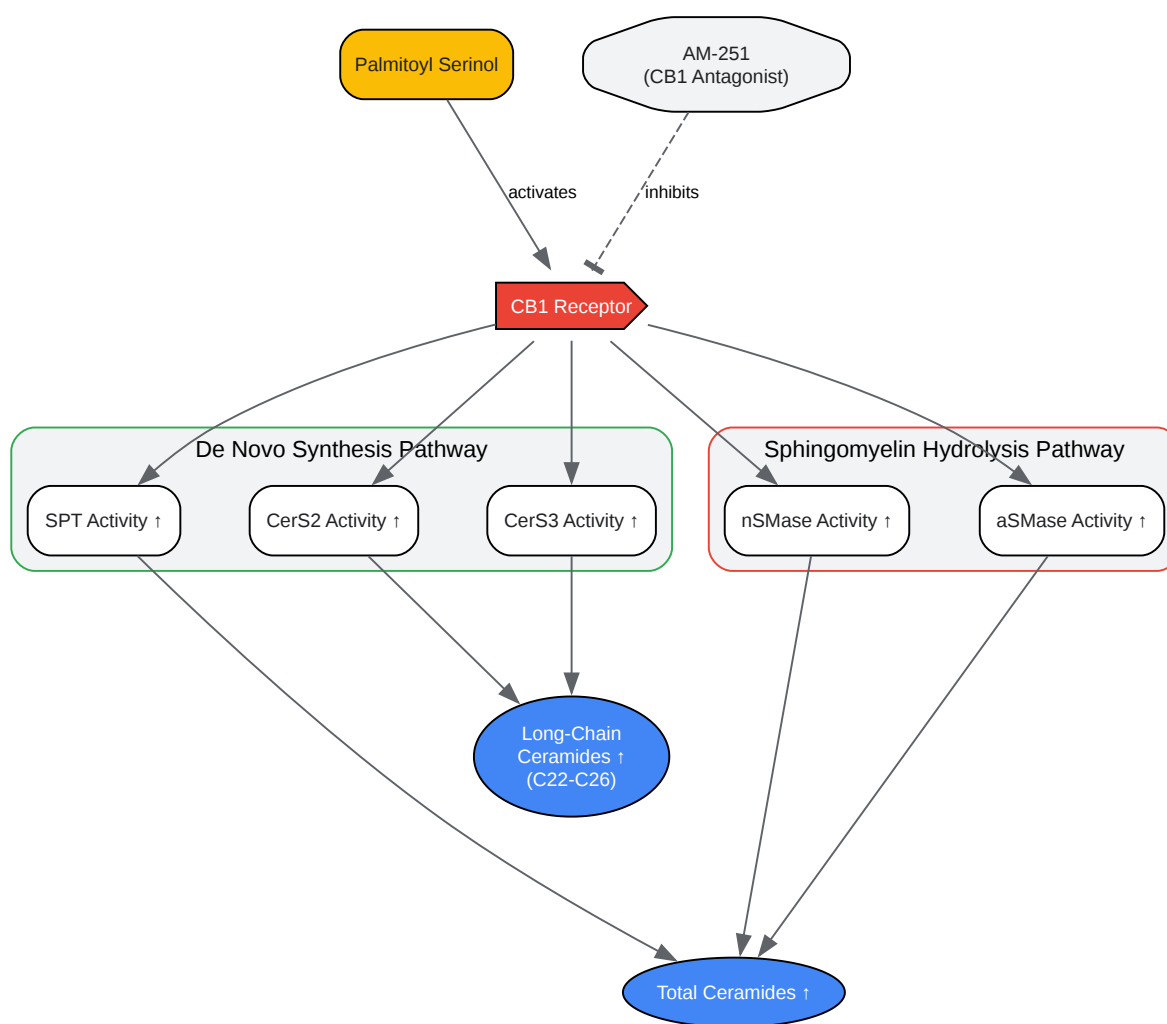 Palmitoyl Serinol
AM-251
(CB1 Antagonist)
activates
inhibits
CB1 Receptor
De Novo Synthesis Pathway
Sphingomyelin Hydrolysis Pathway
SPT Activity ↑
CerS2 Activity ↑
CerS3 Activity ↑
nSMase Activity ↑
aSMase Activity ↑
Long-Chain
Ceramides ↑
(C22-C26)
Total Ceramides ↑